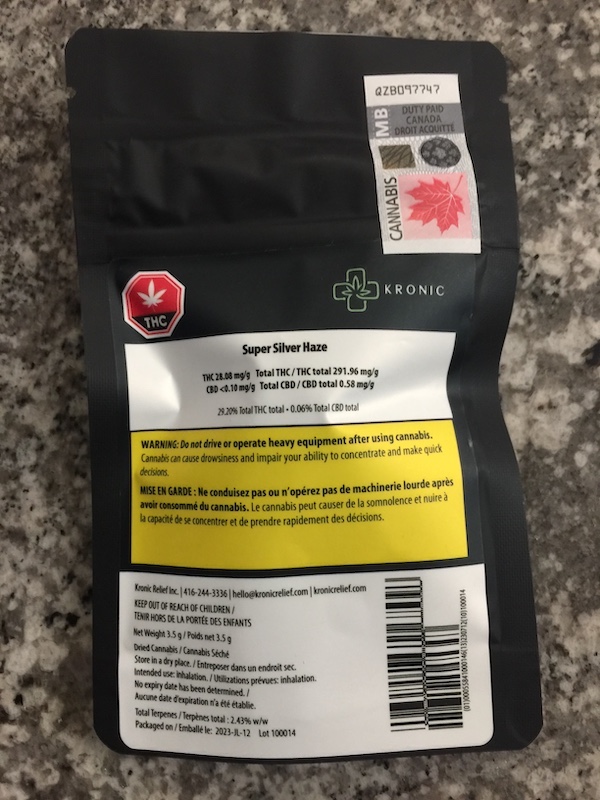 QZB097747
MB
DUTY PAID
CANADA
DROIT ACQUITTÉ
CANNABIS
THC
KRONIC
Super Silver Haze
THC 28.08 mg/g Total THC / THC total 291.96 mg/g
CBD <0.10 mg/g Total CBD / CBD total 0.58 mg/g
29.20% Total THC total • 0.06% Total CBD total
WARNING: Do not drive or operate heavy equipment after using cannabis.
Cannabis can cause drowsiness and impair your ability to concentrate and make quick
decisions.
MISE EN GARDE : Ne conduisez pas ou n'opérez pas de machinerie lourde après
avoir consommé du cannabis. Le cannabis peut causer de la somnolence et nuire à
la capacité de se concentrer et de prendre rapidement des décisions.
Kronic Relief Inc. | 416-244-3336 | hello@kronicrelief.com | kronicrelief.com
KEEP OUT OF REACH OF CHILDREN /
TENIR HORS DE LA PORTÉE DES ENFANTS
Net Weight 3.5 g / Poids net 3.5 g
Dried Cannabis / Cannabis Séché
Store in a dry place. / Entreposer dans un endroit sec.
Intended use: inhalation. / Utilizations prévues: inhalation.
No expiry date has been determined. /
Aucune date d'expiration n'a été établie.
Total Terpenes / Terpènes total : 2.43% w/w
Packaged on / Emballé le: 2023-JL-12 Lot 100014